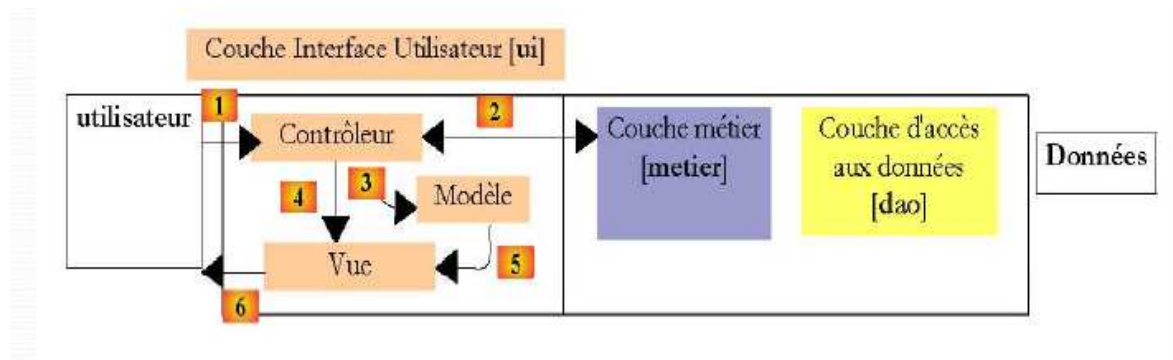 Couche Interface Utilisateur [ui]
utilisateur
1
Contrôleur
2
Couche métier
[metier]
Couche d'accès
aux données
[dao]
Données
4
3
Modèle
Vue
5
6